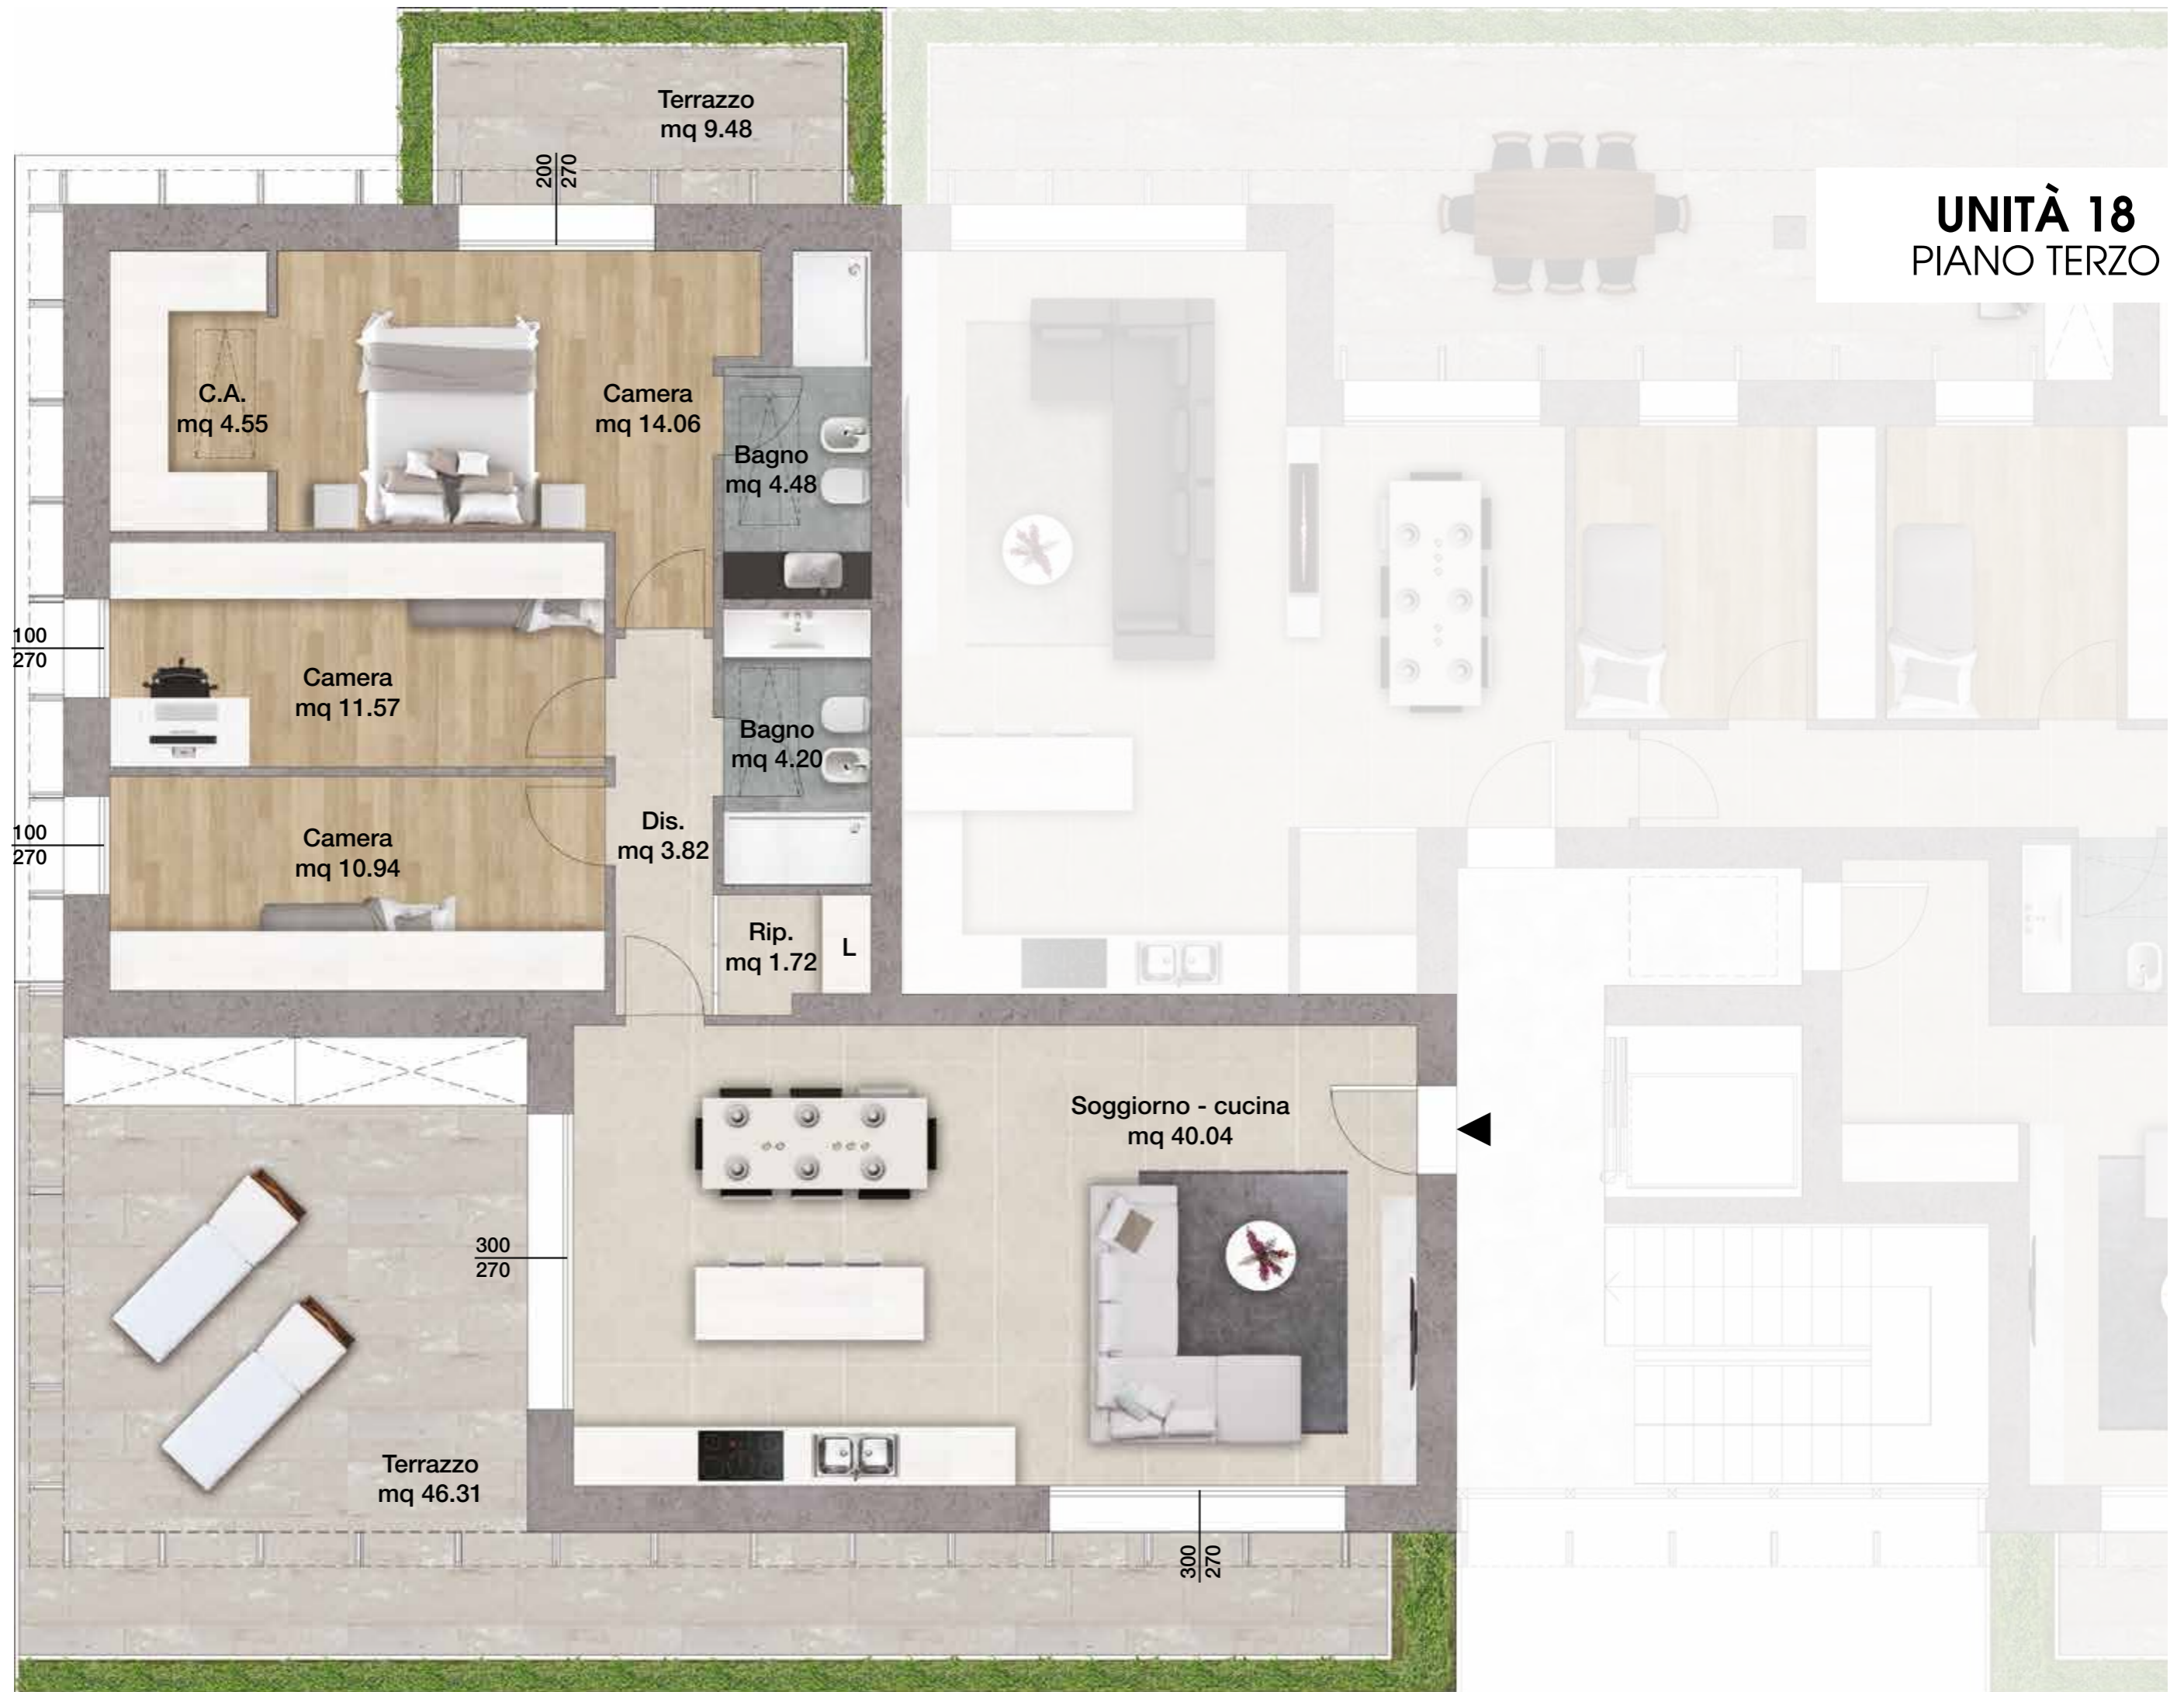 Terrazzo
mq 9.48
200
270
UNITÀ 18
PIANO TERZO
C.A.
mq 4.55
Camera
mq 14.06
Bagno
mq 4.48
100
270
Camera
mq 11.57
Bagno
mq 4.20
100
270
Camera
mq 10.94
Dis.
mq 3.82
Rip.
mq 1.72
L
Soggiorno - cucina
mq 40.04
300
270
Terrazzo
mq 46.31
300
270